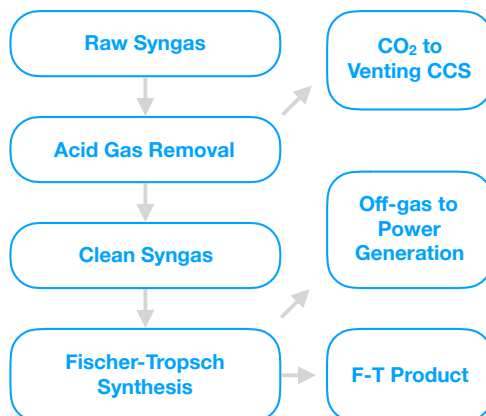 Raw Syngas
CO₂ to
Venting CCS
Acid Gas Removal
Off-gas to
Power
Generation
Clean Syngas
Fischer-Tropsch
Synthesis
F-T Product